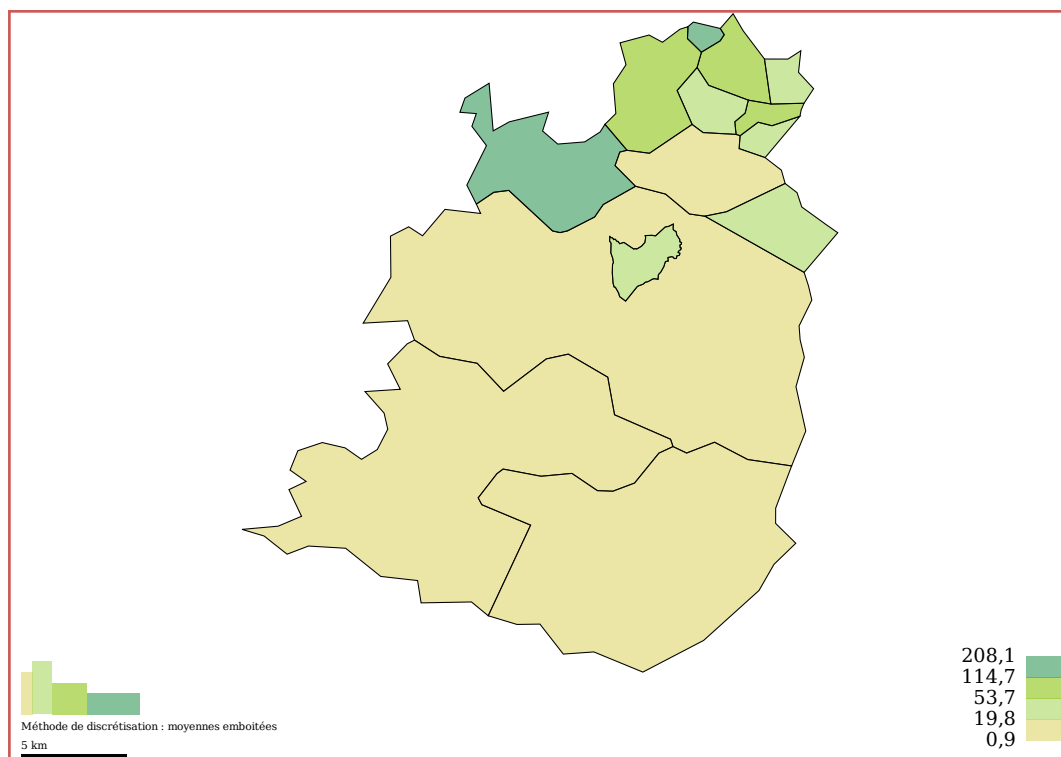 208,1
114,7
53,7
19,8
0,9
Méthode de discrétisation : moyennes emboitées
5 km